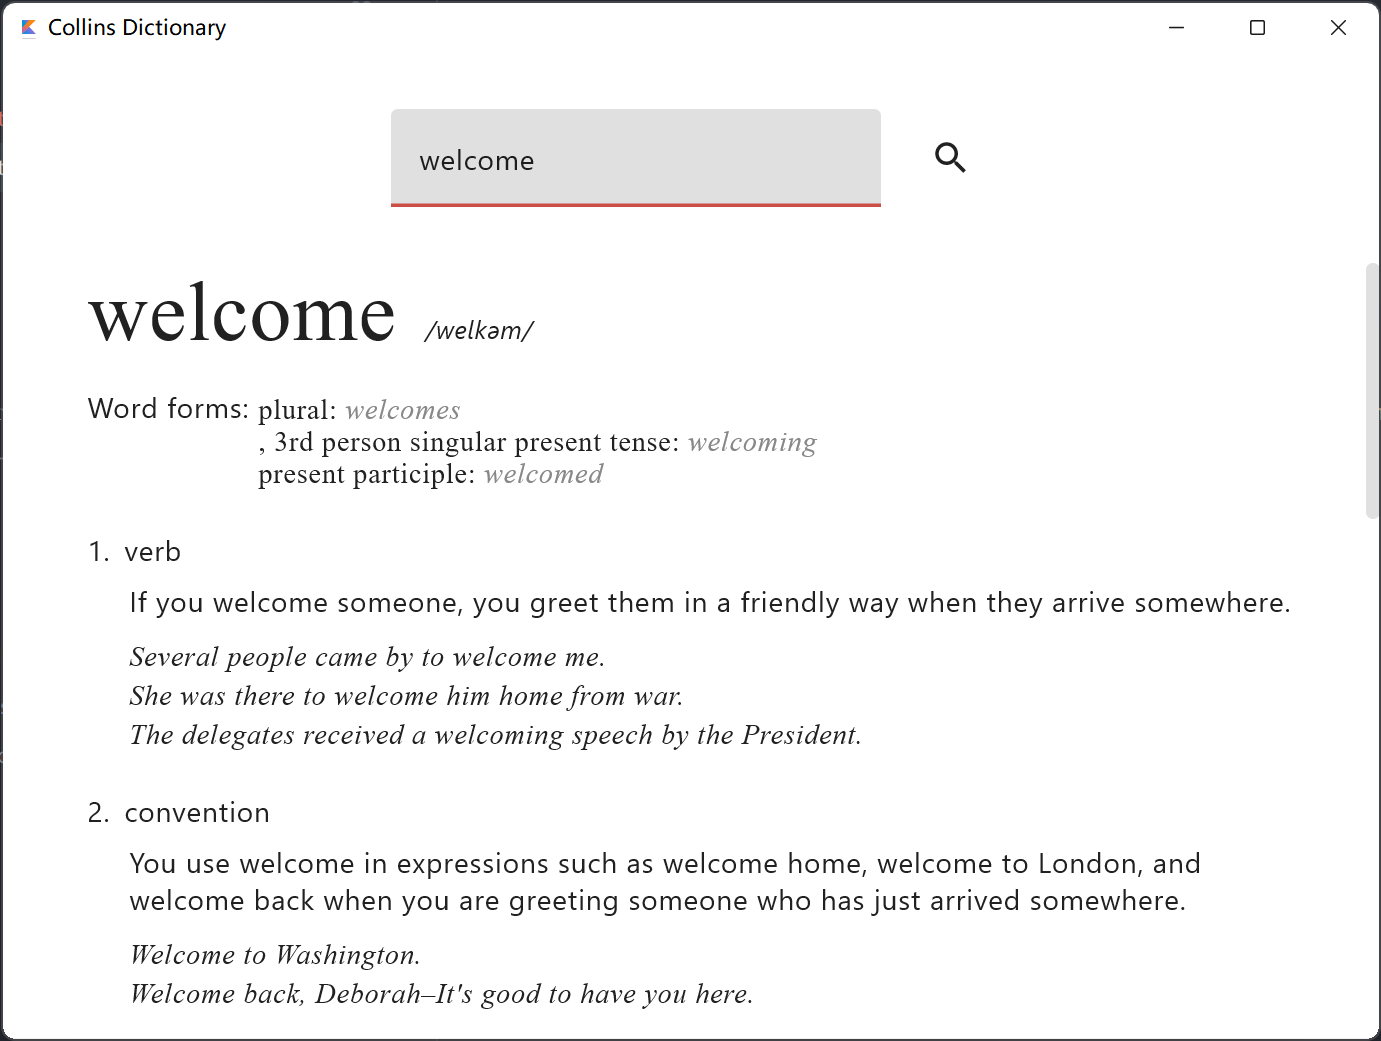 Collins Dictionary
welcome
welcome /welkəm/
Word forms: plural: welcomes
, 3rd person singular present tense: welcoming
present participle: welcomed
1. verb
If you welcome someone, you greet them in a friendly way when they arrive somewhere.
Several people came by to welcome me.
She was there to welcome him home from war.
The delegates received a welcoming speech by the President.
2. convention
You use welcome in expressions such as welcome home, welcome to London, and
welcome back when you are greeting someone who has just arrived somewhere.
Welcome to Washington.
Welcome back, Deborah–It's good to have you here.